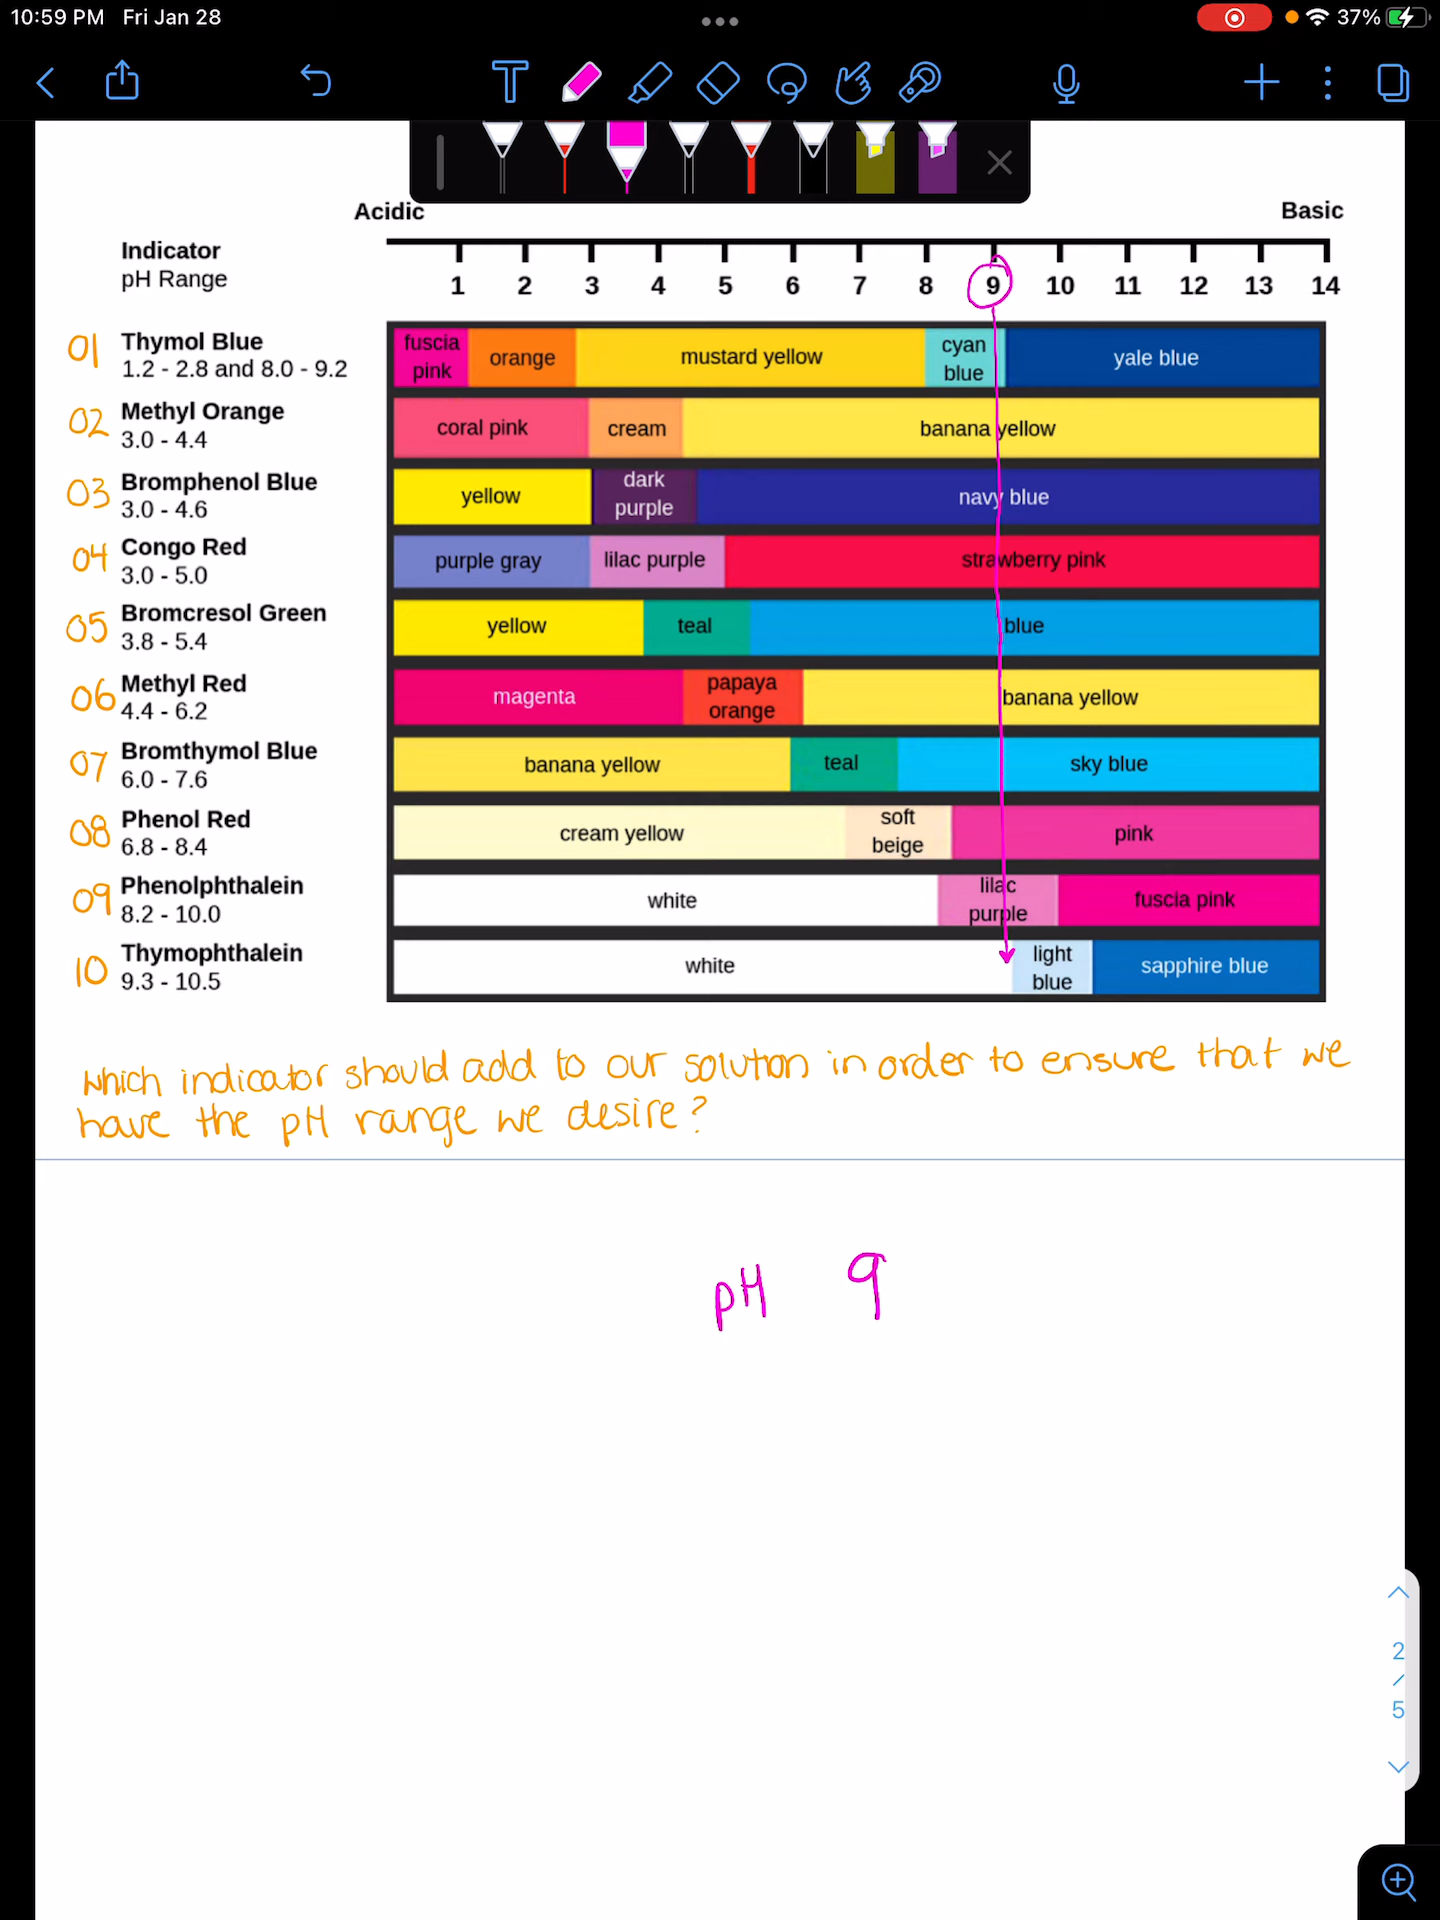 10:59 PM Fri Jan 28
37%
Acidic Basic
Indicator
pH Range
1 2 3 4 5 6 7 8 9 10 11 12 13 14
01 Thymol Blue
1.2 - 2.8 and 8.0 - 9.2
fuscia pink orange mustard yellow cyan blue yale blue
02 Methyl Orange
3.0 - 4.4
coral pink cream banana yellow
03 Bromphenol Blue
3.0 - 4.6
yellow dark purple navy blue
04 Congo Red
3.0 - 5.0
purple gray lilac purple strawberry pink
05 Bromcresol Green
3.8 - 5.4
yellow teal blue
06 Methyl Red
4.4 - 6.2
magenta papaya orange banana yellow
07 Bromthymol Blue
6.0 - 7.6
banana yellow teal sky blue
08 Phenol Red
6.8 - 8.4
cream yellow soft beige pink
09 Phenolphthalein
8.2 - 10.0
white lilac purple fuscia pink
10 Thymophthalein
9.3 - 10.5
white light blue sapphire blue
which indicator should add to our solution in order to ensure that we
have the pH range we desire?
pH 9
2
/
5